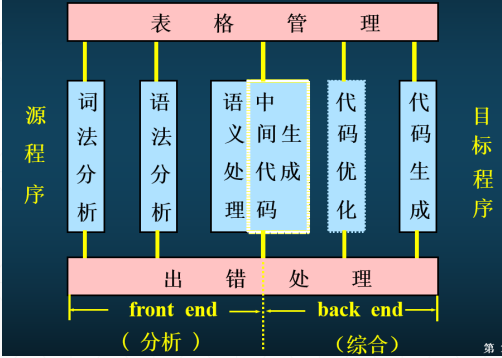 表 格 管 理
源程序
词法分析
语法分析
语义处理
中间代码
生成
代码优化
代码生成
目标程序
出 错 处 理
front end
back end
( 分析 )
(综合)
第